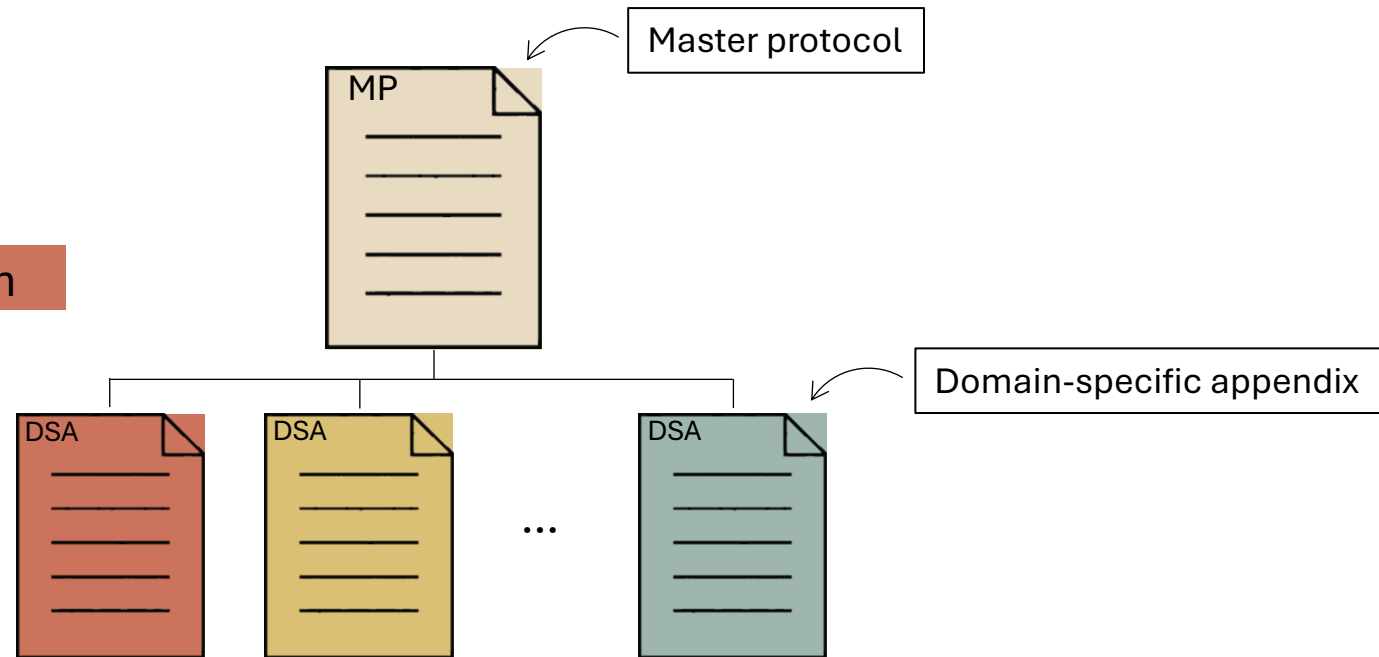 Master protocol
MP
Domain-specific appendix
DSA
DSA
...
DSA